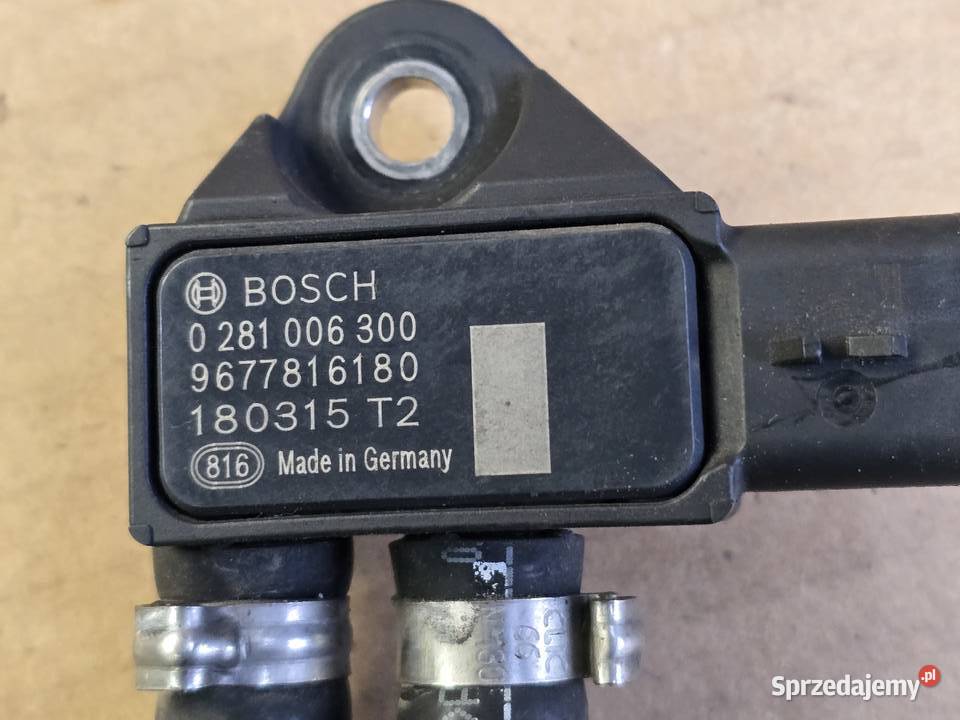 BOSCH
0 281 006 300
9677816180
180315 T2
816 Made in Germany
Sprzedajemy.pl